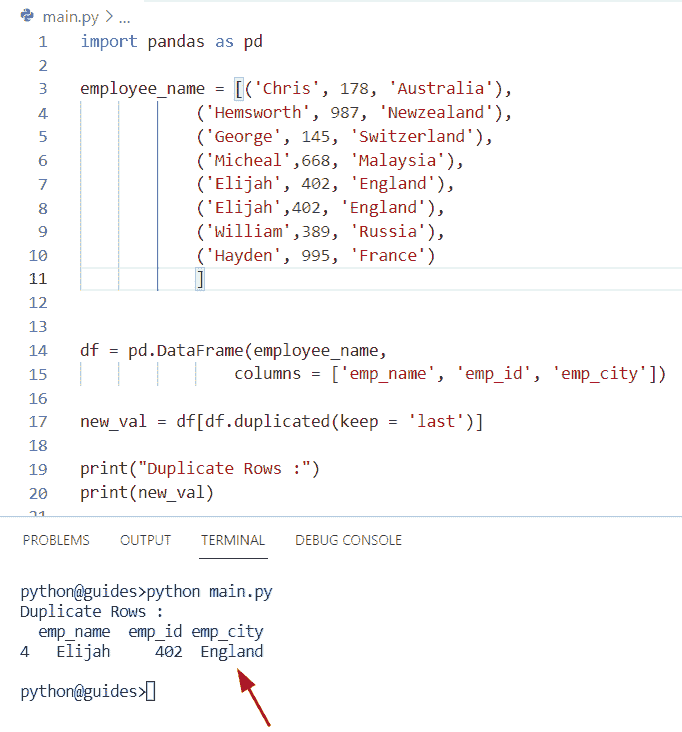 main.py > ...
1 import pandas as pd
2
3 employee_name = [('Chris', 178, 'Australia'),
4 ('Hemsworth', 987, 'Newzealand'),
5 ('George', 145, 'Switzerland'),
6 ('Micheal',668, 'Malaysia'),
7 ('Elijah', 402, 'England'),
8 ('Elijah',402, 'England'),
9 ('William',389, 'Russia'),
10 ('Hayden', 995, 'France')
11 ]
12
13
14 df = pd.DataFrame(employee_name,
15 columns = ['emp_name', 'emp_id', 'emp_city'])
16
17 new_val = df[df.duplicated(keep = 'last')]
18
19 print("Duplicate Rows :")
20 print(new_val)
21
PROBLEMS OUTPUT TERMINAL DEBUG CONSOLE
python@guides>python main.py
Duplicate Rows :
emp_name emp_id emp_city
4 Elijah 402 England
python@guides>